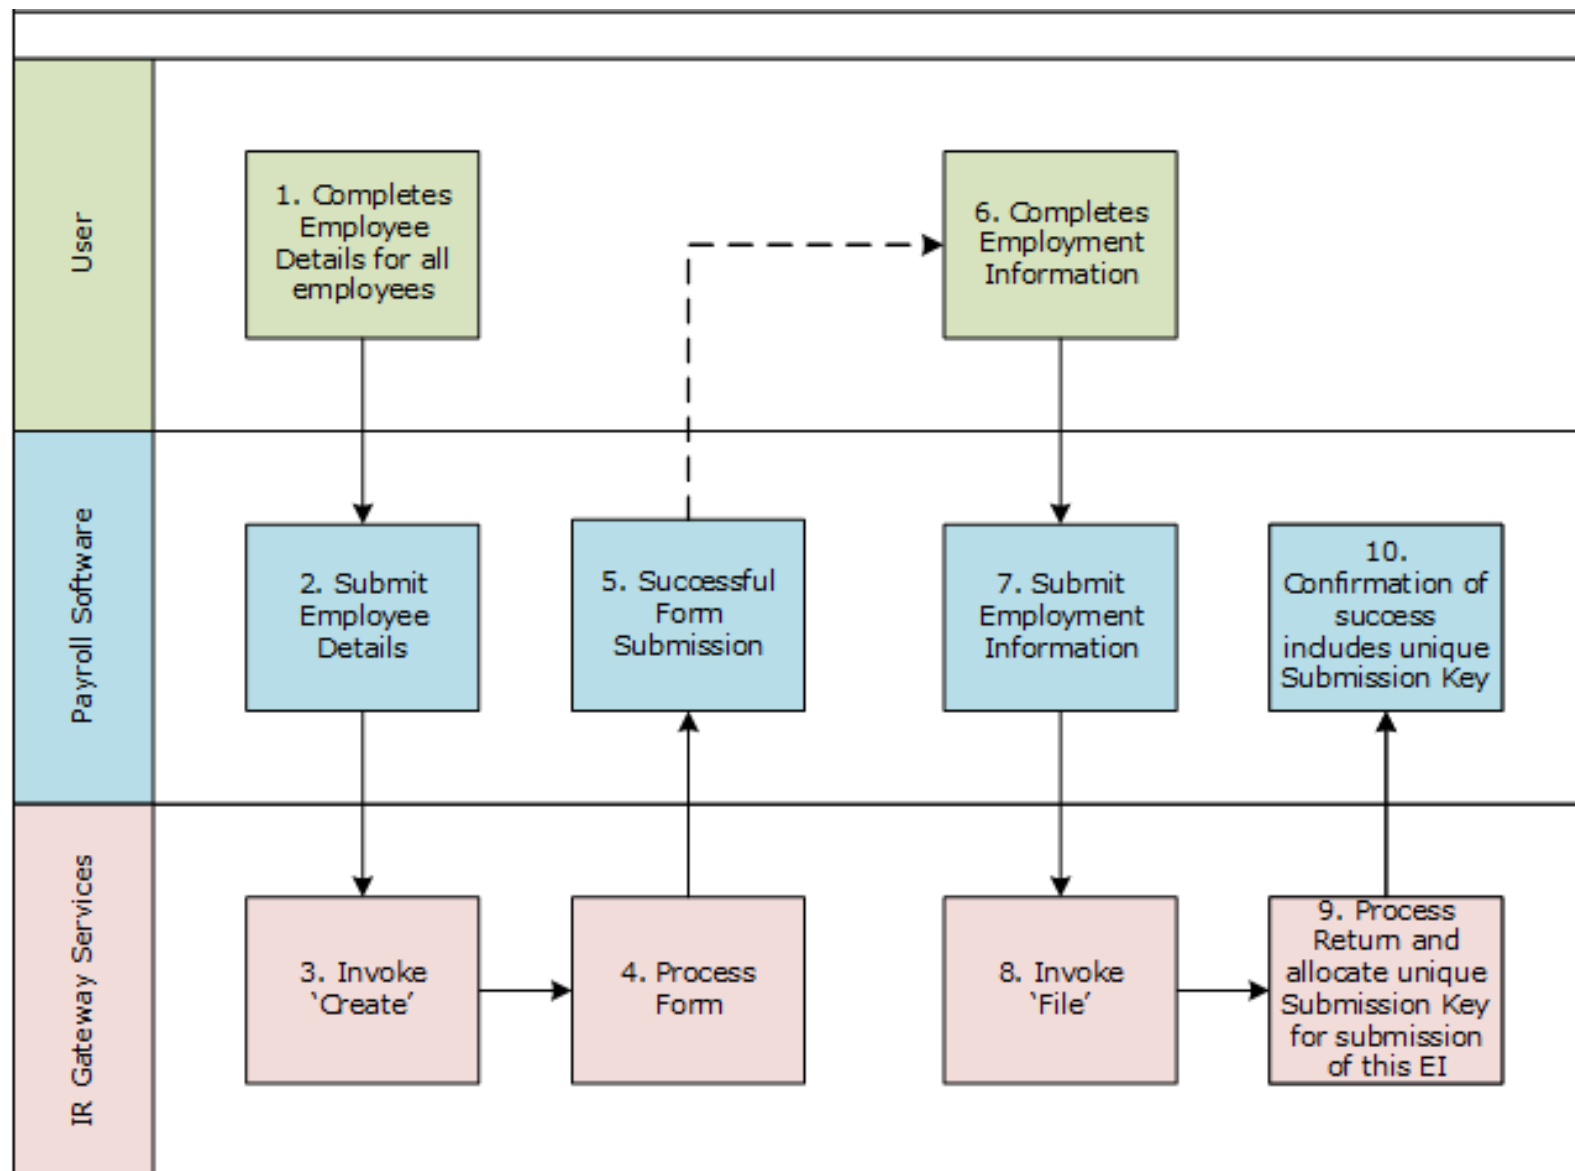 User
1. Completes
Employee
Details for all
employees
6. Completes
Employment
Information
Payroll Software
2. Submit
Employee
Details
5. Successful
Form
Submission
7. Submit
Employment
Information
10.
Confirmation of
success
includes unique
Submission Key
IR Gateway Services
3. Invoke
‘Create’
4. Process
Form
8. Invoke
‘File’
9. Process
Return and
allocate unique
Submission Key
for submission
of this EI